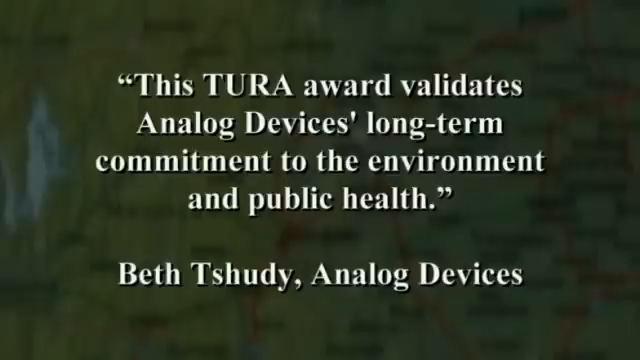 “This TURA award validates
Analog Devices' long-term
commitment to the environment
and public health.”
Beth Tshudy, Analog Devices